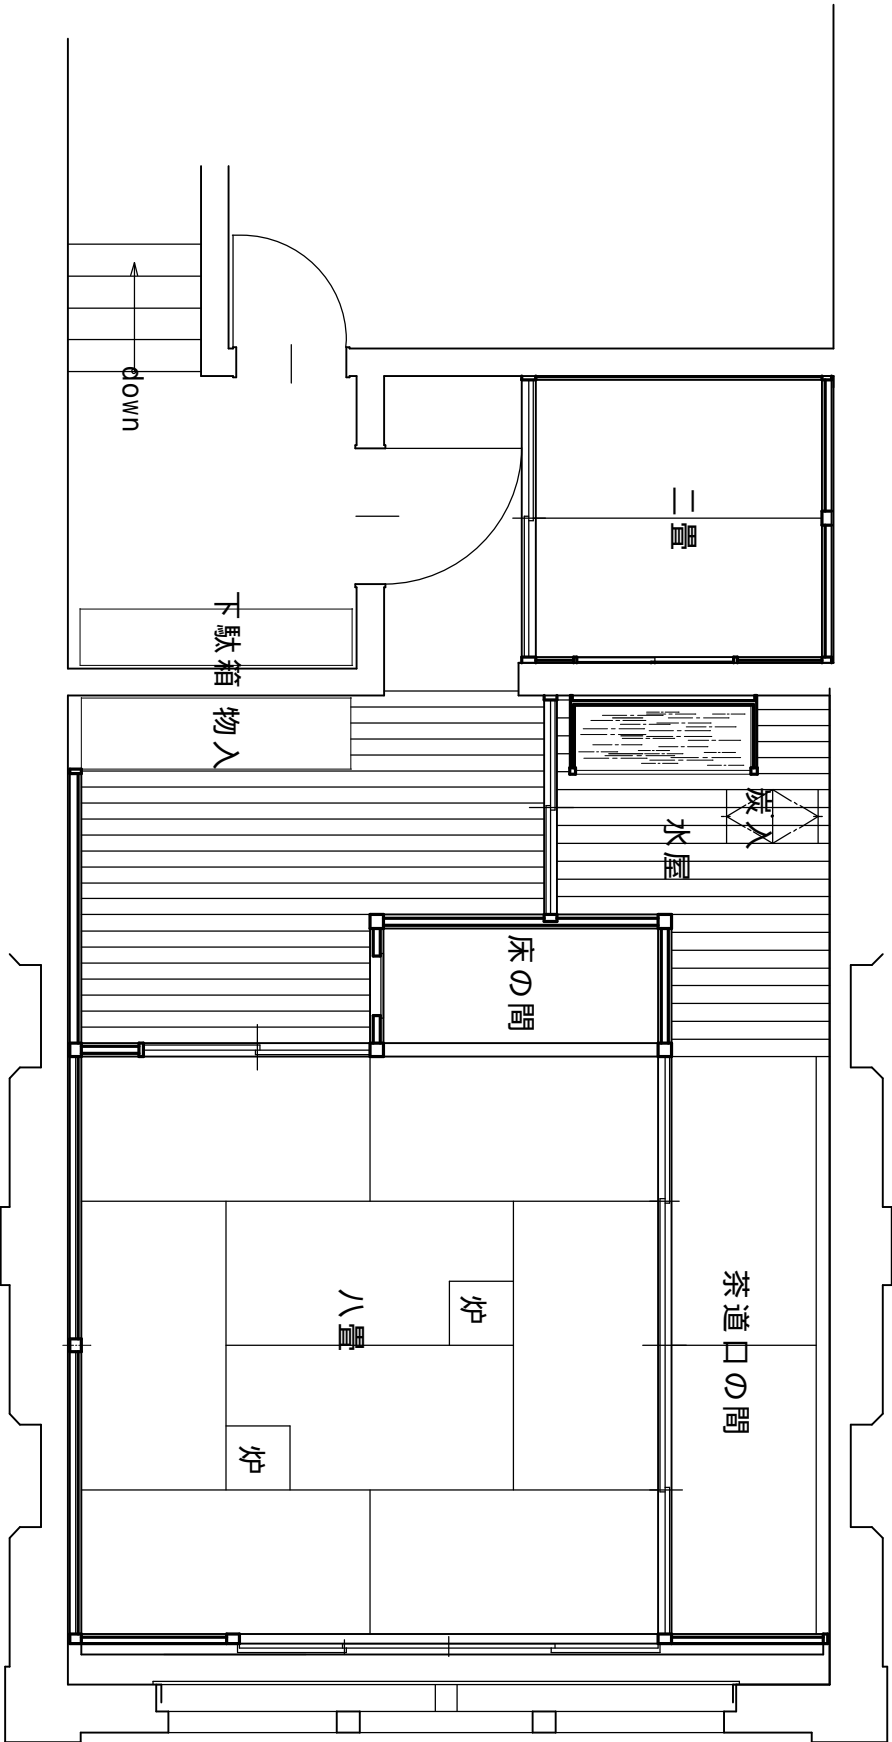 down
二畳
下駄箱
物入
炭入
水屋
床の間
炉
八畳
茶道口の間
炉